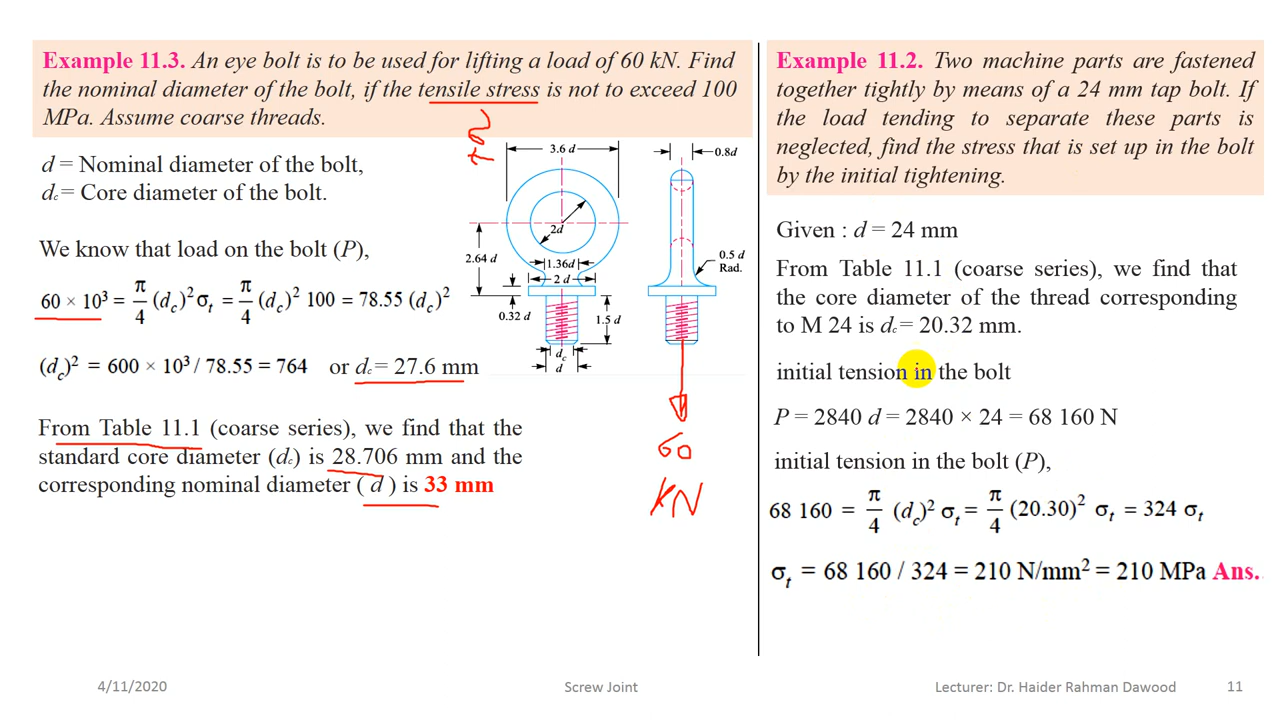 Example 11.3. An eye bolt is to be used for lifting a load of 60 kN. Find
the nominal diameter of the bolt, if the tensile stress is not to exceed 100
MPa. Assume coarse threads.
d = Nominal diameter of the bolt,
dc = Core diameter of the bolt.
We know that load on the bolt (P),
60 × 10³ = π/4 (dc)² σt = π/4 (dc)² 100 = 78.55 (dc)²
(dc)² = 600 × 10³ / 78.55 = 764 or dc = 27.6 mm
From Table 11.1 (coarse series), we find that the
standard core diameter (dc) is 28.706 mm and the
corresponding nominal diameter ( d ) is 33 mm
3.6 d
0.8d
2d
2.64 d
1.36d
2 d
0.5 d
Rad.
0.32 d
1.5 d
dc
d
60
kN
Example 11.2. Two machine parts are fastened
together tightly by means of a 24 mm tap bolt. If
the load tending to separate these parts is
neglected, find the stress that is set up in the bolt
by the initial tightening.
Given : d = 24 mm
From Table 11.1 (coarse series), we find that
the core diameter of the thread corresponding
to M 24 is dc = 20.32 mm.
initial tension in the bolt
P = 2840 d = 2840 × 24 = 68 160 N
initial tension in the bolt (P),
68 160 = π/4 (dc)² σt = π/4 (20.30)² σt = 324 σt
σt = 68 160 / 324 = 210 N/mm² = 210 MPa Ans.
4/11/2020
Screw Joint
Lecturer: Dr. Haider Rahman Dawood
11